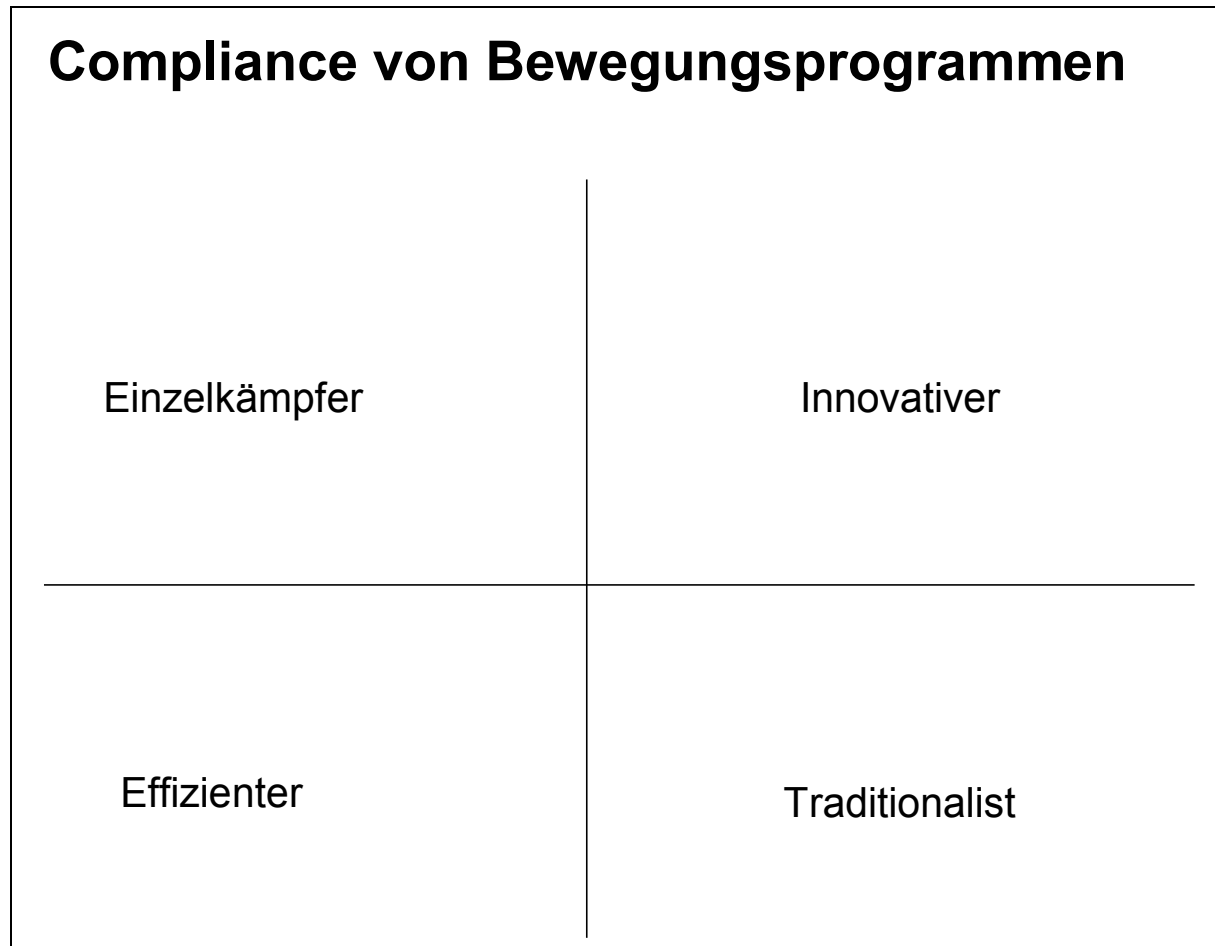 Compliance von Bewegungsprogrammen
Einzelkämpfer
Innovativer
Effizienter
Traditionalist